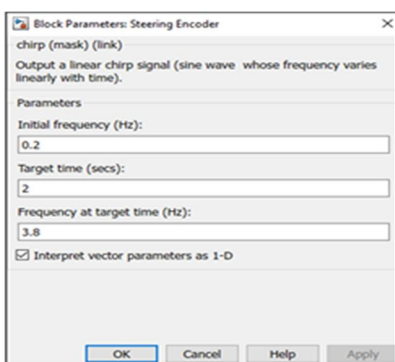 Block Parameters: Steering Encoder
chirp (mask) (link)
Output a linear chirp signal (sine wave whose frequency varies
linearly with time).
Parameters
Initial frequency (Hz):
0.2
Target time (secs):
2
Frequency at target time (Hz):
3.8
Interpret vector parameters as 1-D
OK Cancel Help Apply